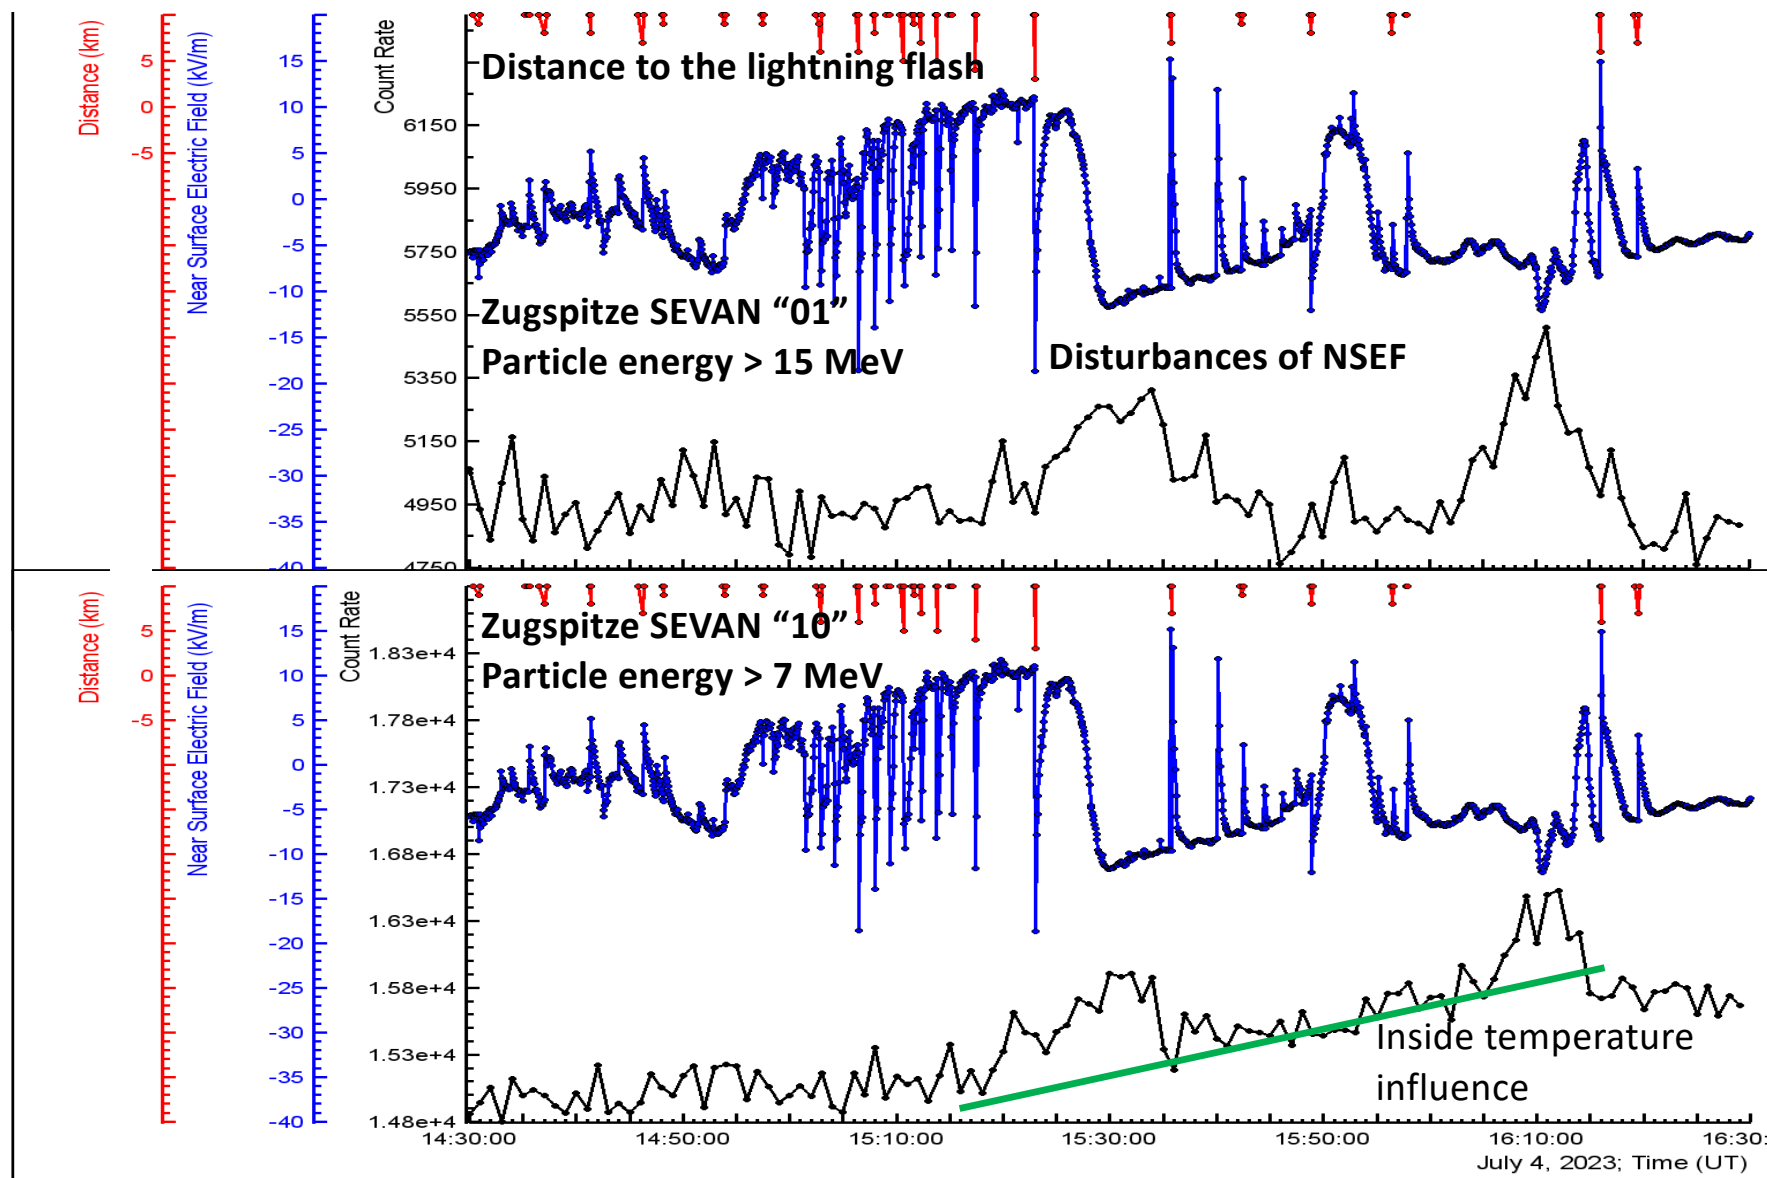 Distance (km)
5
0
-5
Near Surface Electric Field (kV/m)
15
10
5
0
-5
-10
-15
-20
-25
-30
-35
-40
Count Rate
6150
5950
5750
5550
5350
5150
4950
4750
Distance to the lightning flash
Zugspitze SEVAN “01”
Particle energy > 15 MeV
Disturbances of NSEF
Distance (km)
5
0
-5
Near Surface Electric Field (kV/m)
15
10
5
0
-5
-10
-15
-20
-25
-30
-35
-40
Count Rate
1.83e+4
1.78e+4
1.73e+4
1.68e+4
1.63e+4
1.58e+4
1.53e+4
1.48e+4
Zugspitze SEVAN “10”
Particle energy > 7 MeV
Inside temperature
influence
14:30:00 14:50:00 15:10:00 15:30:00 15:50:00 16:10:00 16:30:
July 4, 2023; Time (UT)